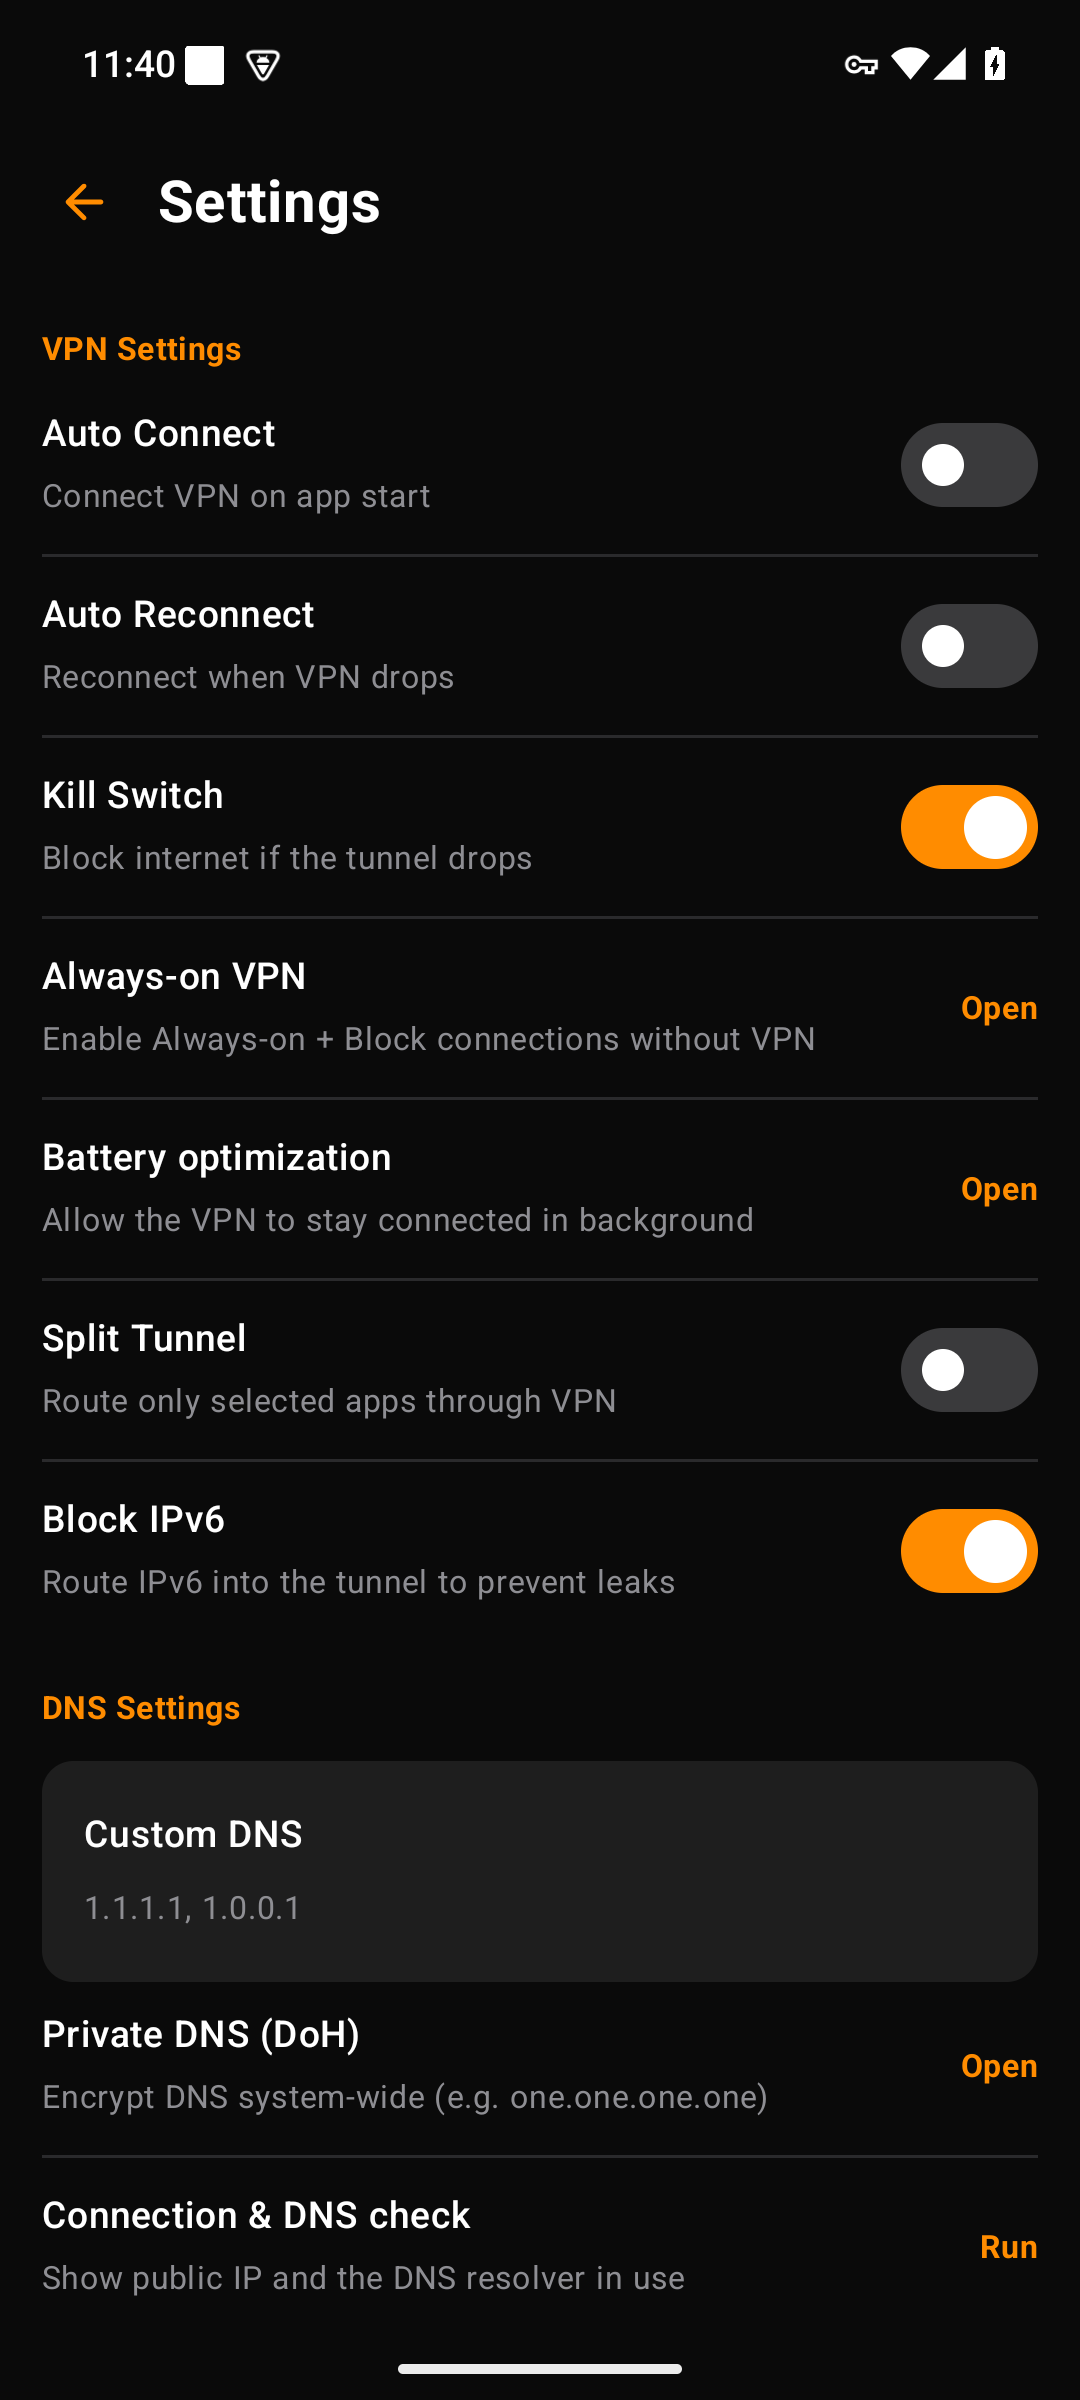 11:40
Settings
VPN Settings
Auto Connect
Connect VPN on app start
Auto Reconnect
Reconnect when VPN drops
Kill Switch
Block internet if the tunnel drops
Always-on VPN
Enable Always-on + Block connections without VPN
Open
Battery optimization
Allow the VPN to stay connected in background
Open
Split Tunnel
Route only selected apps through VPN
Block IPv6
Route IPv6 into the tunnel to prevent leaks
DNS Settings
Custom DNS
1.1.1.1, 1.0.0.1
Private DNS (DoH)
Encrypt DNS system-wide (e.g. one.one.one.one)
Open
Connection & DNS check
Show public IP and the DNS resolver in use
Run